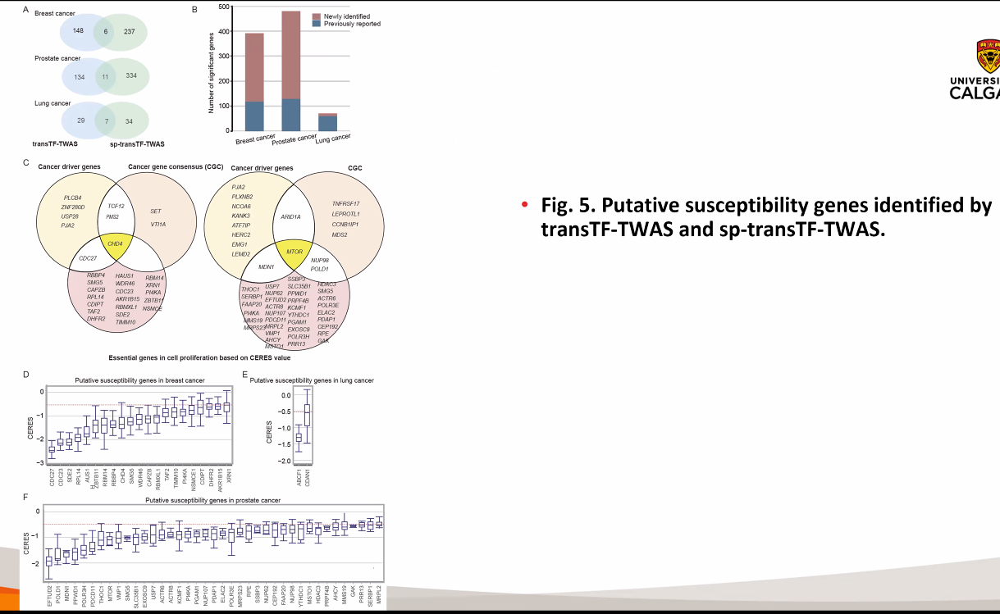 A
Breast cancer
148
6
237
Prostate cancer
134
11
334
Lung cancer
29
7
34
transTF-TWAS
sp-transTF-TWAS
B
Newly identified
Previously reported
Number of significant genes
500
400
300
200
100
0
Breast cancer
Prostate cancer
Lung cancer
UNIVERSI
CALGA
C
Cancer driver genes
Cancer gene consensus (CGC)
PLCB4
ZNF280D
USP28
PJA2
TCF12
PMS2
SET
VTI1A
CHD4
CDC27
RBBP4
SMG5
CAPZB
RPL14
CDIPT
TAF2
DHFR2
HAUS1
WDR46
CDC23
AKR1B15
RBMXL1
SDE2
TIMM10
RBM14
XRN1
PI4KA
ZBTB11
NSMCE
Cancer driver genes
CGC
PJA2
PLXNB2
NCOA6
KANK3
ATF7IP
HERC2
EMG1
LEMD2
ARID1A
TNFRSF17
LEPROTL1
CCNB1IP1
MDS2
MTOR
MDN1
NUP98
POLD1
THOC1
SERBP1
FAAP20
PI4KA
MMS19
MRPS23
USP7
NUP62
EFTUD2
ACTR8
NUP107
PDCD11
MRPL2
VMP1
AHCY
MSTO1
SSBP3
SLC35B1
PPWD1
PRPF4B
KCMF1
YTHDC1
PGAM1
EXOSC9
POLR3H
PRR13
HDAC3
SMG5
ACTR6
POLR3E
ELAC2
PDAP1
CEP192
RPE
GAK
Essential genes in cell proliferation based on CERES value
• Fig. 5. Putative susceptibility genes identified by
transTF-TWAS and sp-transTF-TWAS.
D
Putative susceptibility genes in breast cancer
CERES
0
−1
−2
−3
CDC27
CDC23
SDE2
RPL14
HAUS1
ZBTB11
RBM14
RBBP4
CHD4
SMG5
WDR46
CAPZB
RBMXL1
TAF2
TIMM10
PI4KA
NSMCE1
CDIPT
DHFR2
AKR1B15
XRN1
E
Putative susceptibility genes in lung cancer
CERES
0.0
−0.5
−1.0
−1.5
−2.0
ABCF1
CDAN1
F
Putative susceptibility genes in prostate cancer
CERES
0
−1
−2
EFTUD2
POLD1
MDN1
PPWD1
POLR3H
PDCD11
THOC1
MTOR
VMP1
SMG5
SLC35B1
EXOSC9
USP7
ACTR6
ACTR8
KCMF1
PI4KA
PGAM1
NUP107
PDAP1
ELAC2
POLR3E
MRPS23
RPE
SSBP3
NUP62
CEP192
FAAP20
NUP98
YTHDC1
MSTO1
HDAC3
PRPF4B
AHCY
MMS19
GAK
PRR13
SERBP1
MRPL2